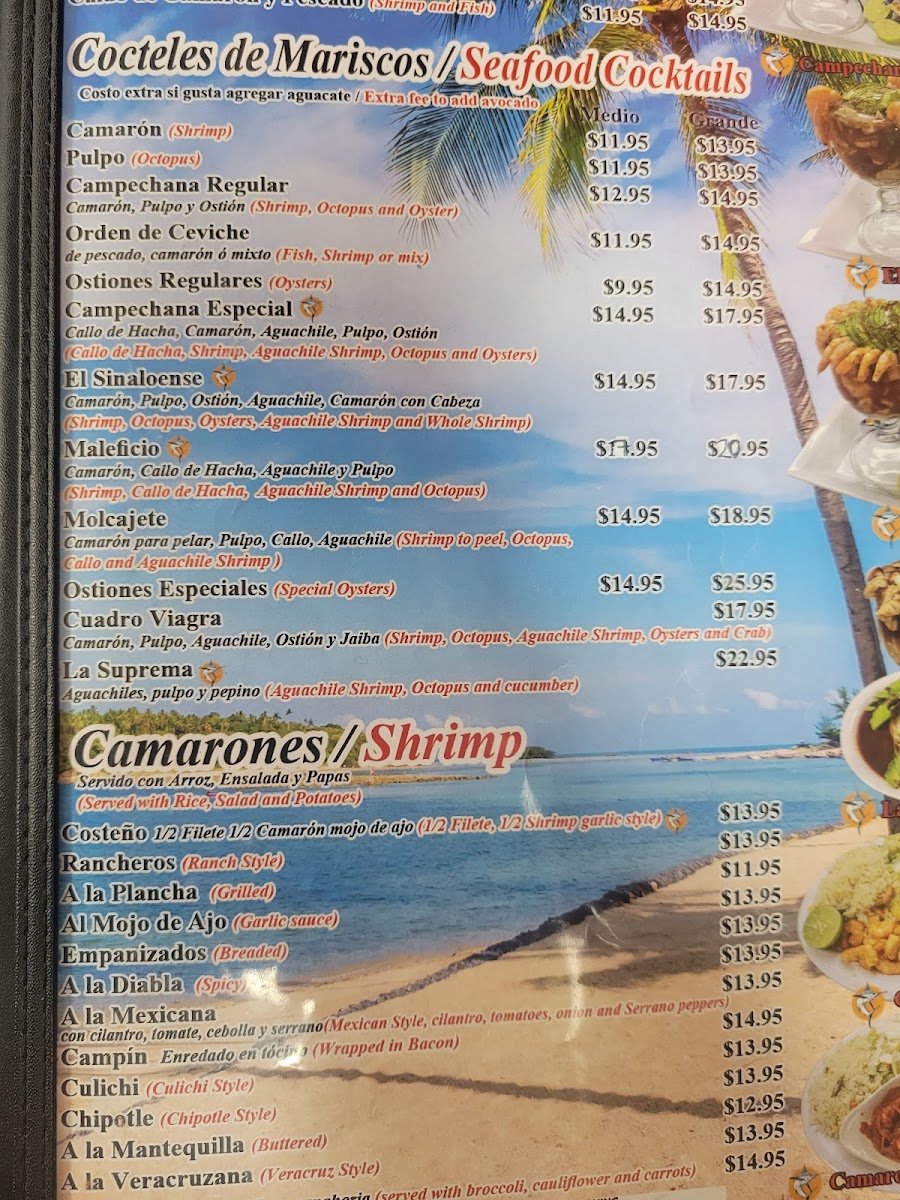 (Shrimp and Fish) $11.95 $14.95
Cocteles de Mariscos / Seafood Cocktails
Costo extra si gusta agregar aguacate / Extra fee to add avocado
Medio Grande
Camarón (Shrimp) $11.95 $13.95
Pulpo (Octopus) $11.95 $13.95
Campechana Regular $12.95 $14.95
Camarón, Pulpo y Ostión (Shrimp, Octopus and Oyster)
Orden de Ceviche $11.95 $14.95
de pescado, camarón ó mixto (Fish, Shrimp or mix)
Ostiones Regulares (Oysters) $9.95 $14.95
Campechana Especial $14.95 $17.95
Callo de Hacha, Camarón, Aguachile, Pulpo, Ostión
(Callo de Hacha, Shrimp, Aguachile Shrimp, Octopus and Oysters)
El Sinaloense $14.95 $17.95
Camarón, Pulpo, Ostión, Aguachile, Camarón con Cabeza
(Shrimp, Octopus, Oysters, Aguachile Shrimp and Whole Shrimp)
Maleficio $17.95 $20.95
Camarón, Callo de Hacha, Aguachile y Pulpo
(Shrimp, Callo de Hacha, Aguachile Shrimp and Octopus)
Molcajete $14.95 $18.95
Camarón para pelar, Pulpo, Callo, Aguachile (Shrimp to peel, Octopus,
Callo and Aguachile Shrimp )
Ostiones Especiales (Special Oysters) $14.95 $25.95
Cuadro Viagra $17.95
Camarón, Pulpo, Aguachile, Ostión y Jaiba (Shrimp, Octopus, Aguachile Shrimp, Oysters and Crab)
La Suprema $22.95
Aguachiles, pulpo y pepino (Aguachile Shrimp, Octopus and cucumber)
Camarones / Shrimp
Servido con Arroz, Ensalada y Papas
(Served with Rice, Salad and Potatoes)
Costeño 1/2 Filete 1/2 Camarón mojo de ajo (1/2 Filete, 1/2 Shrimp garlic style) $13.95
Rancheros (Ranch Style) $13.95
A la Plancha (Grilled) $11.95
Al Mojo de Ajo (Garlic sauce) $13.95
Empanizados (Breaded) $13.95
A la Diabla (Spicy) $13.95
A la Mexicana $13.95
con cilantro, tomate, cebolla y serrano (Mexican Style, cilantro, tomatoes, onion and Serrano peppers)
Campín Enredado en tócino (Wrapped in Bacon) $14.95
Culichi (Culichi Style) $13.95
Chipotle (Chipotle Style) $13.95
A la Mantequilla (Buttered) $12.95
A la Veracruzana (Veracruz Style) $13.95
$14.95
(served with broccoli, cauliflower and carrots)